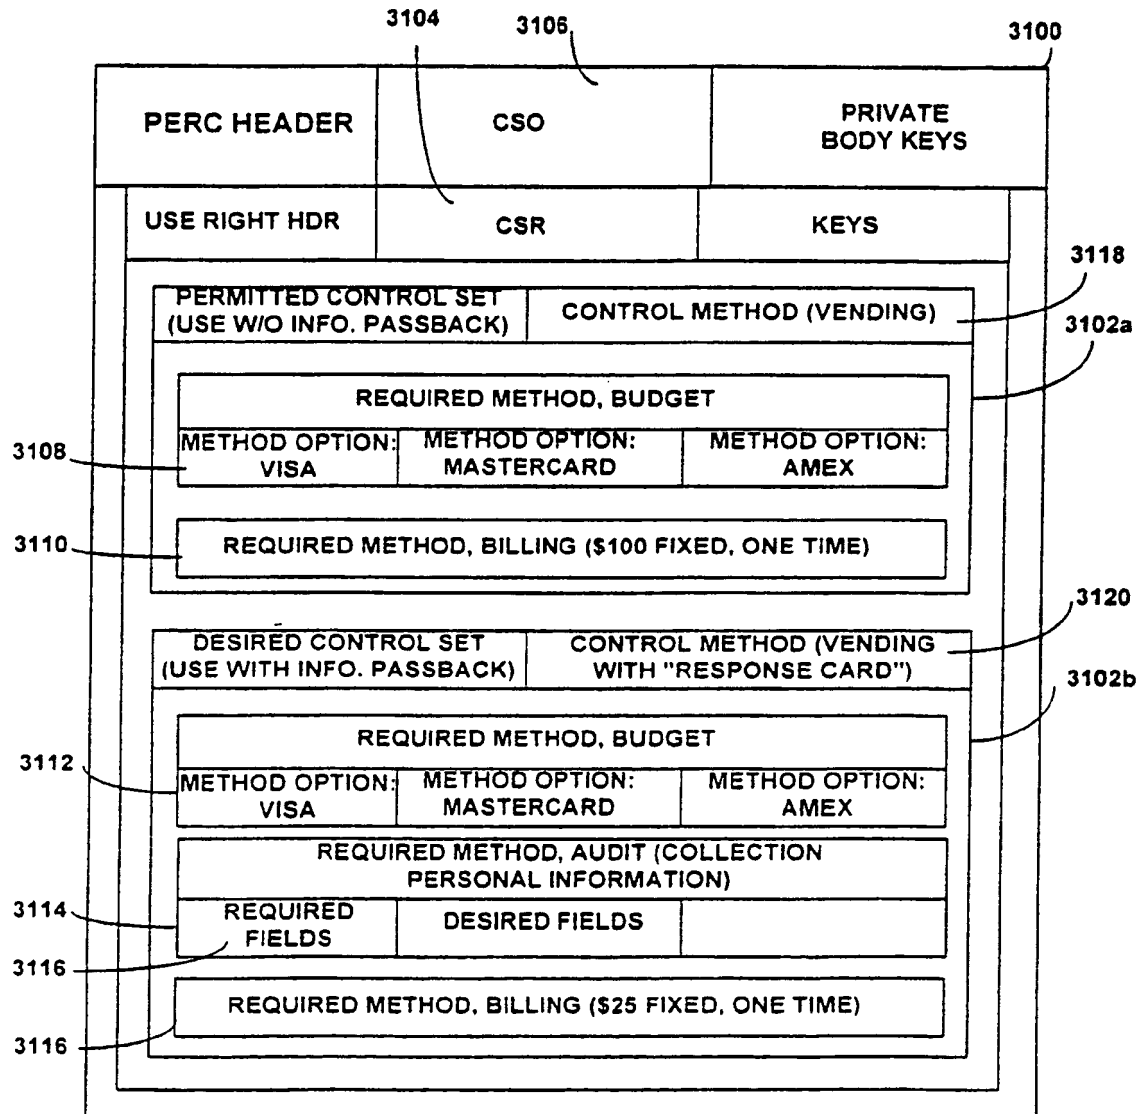 3104
3106
3100
PERC HEADER
CSO
PRIVATE
BODY KEYS
USE RIGHT HDR
CSR
KEYS
3118
PERMITTED CONTROL SET
(USE W/O INFO. PASSBACK)
CONTROL METHOD (VENDING)
3102a
REQUIRED METHOD, BUDGET
3108
METHOD OPTION:
VISA
METHOD OPTION:
MASTERCARD
METHOD OPTION:
AMEX
3110
REQUIRED METHOD, BILLING ($100 FIXED, ONE TIME)
3120
DESIRED CONTROL SET
(USE WITH INFO. PASSBACK)
CONTROL METHOD (VENDING
WITH "RESPONSE CARD")
3102b
REQUIRED METHOD, BUDGET
3112
METHOD OPTION:
VISA
METHOD OPTION:
MASTERCARD
METHOD OPTION:
AMEX
REQUIRED METHOD, AUDIT (COLLECTION
PERSONAL INFORMATION)
3114
REQUIRED
FIELDS
DESIRED FIELDS
3116
REQUIRED METHOD, BILLING ($25 FIXED, ONE TIME)
3116